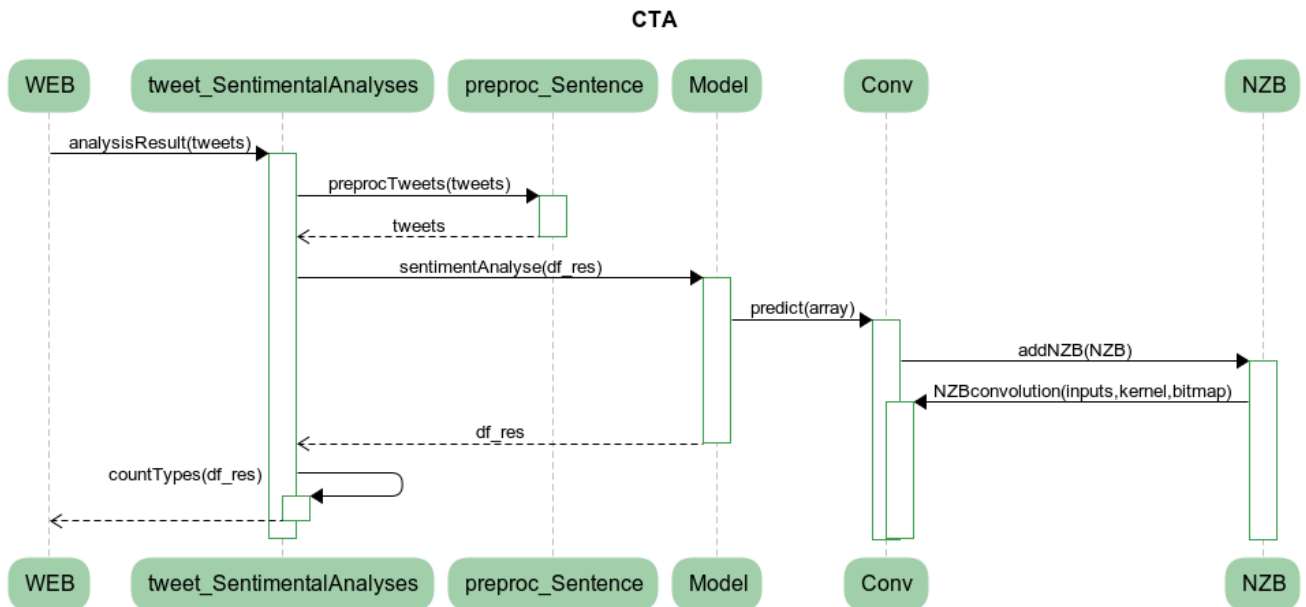 CTA
WEB
tweet_SentimentalAnalyses
preproc_Sentence
Model
Conv
NZB
analysisResult(tweets)
preprocTweets(tweets)
tweets
sentimentAnalyse(df_res)
predict(array)
addNZB(NZB)
NZBconvolution(inputs,kernel,bitmap)
df_res
countTypes(df_res)
WEB
tweet_SentimentalAnalyses
preproc_Sentence
Model
Conv
NZB